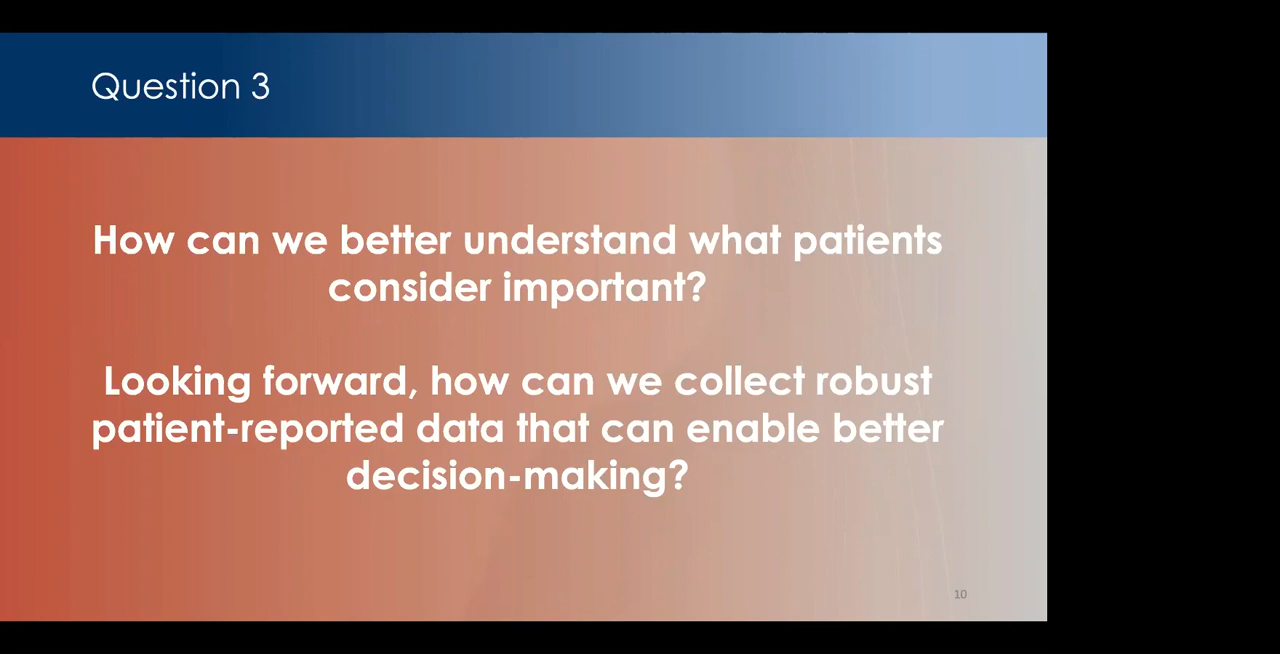 Question 3
How can we better understand what patients
consider important?
Looking forward, how can we collect robust
patient-reported data that can enable better
decision-making?
10